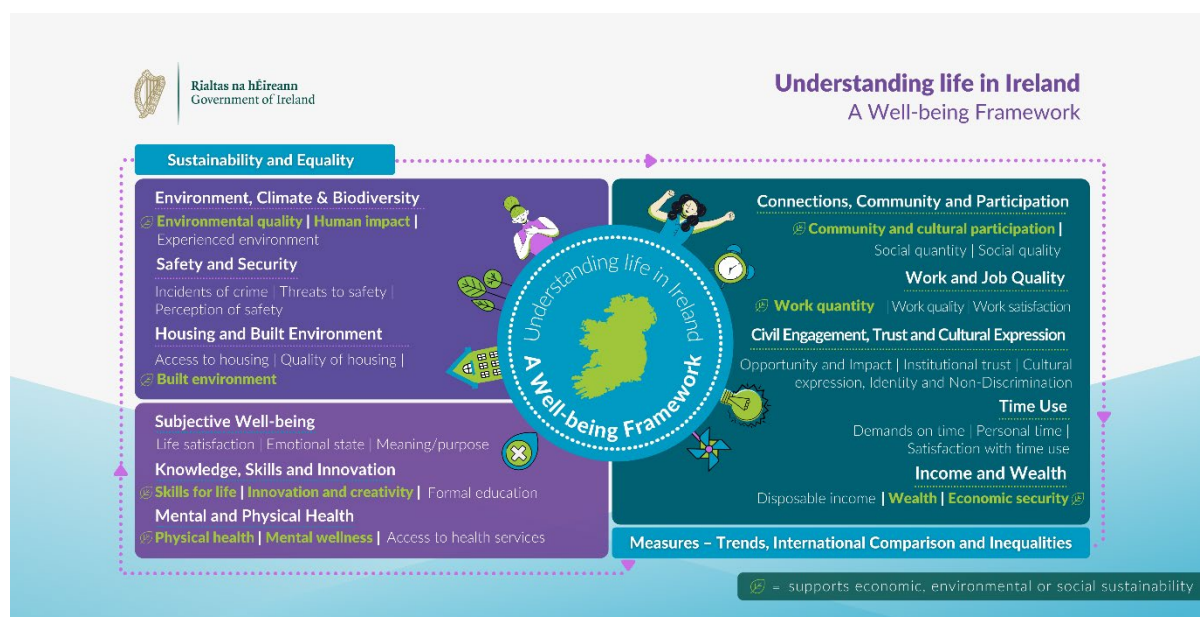 Rialtas na hÉireann
Government of Ireland
Understanding life in Ireland
A Well-being Framework
Sustainability and Equality
Environment, Climate & Biodiversity
Environmental quality | Human impact |
Experienced environment
Safety and Security
Incidents of crime | Threats to safety |
Perception of safety
Housing and Built Environment
Access to housing | Quality of housing |
Built environment
Subjective Well-being
Life satisfaction | Emotional state | Meaning/purpose
Knowledge, Skills and Innovation
Skills for life | Innovation and creativity | Formal education
Mental and Physical Health
Physical health | Mental wellness | Access to health services
Understanding life in Ireland
A Well-being Framework
Connections, Community and Participation
Community and cultural participation |
Social quantity | Social quality
Work and Job Quality
Work quantity | Work quality | Work satisfaction
Civil Engagement, Trust and Cultural Expression
Opportunity and Impact | Institutional trust | Cultural
expression, Identity and Non-Discrimination
Time Use
Demands on time | Personal time |
Satisfaction with time use
Income and Wealth
Disposable income | Wealth | Economic security
Measures – Trends, International Comparison and Inequalities
= supports economic, environmental or social sustainability